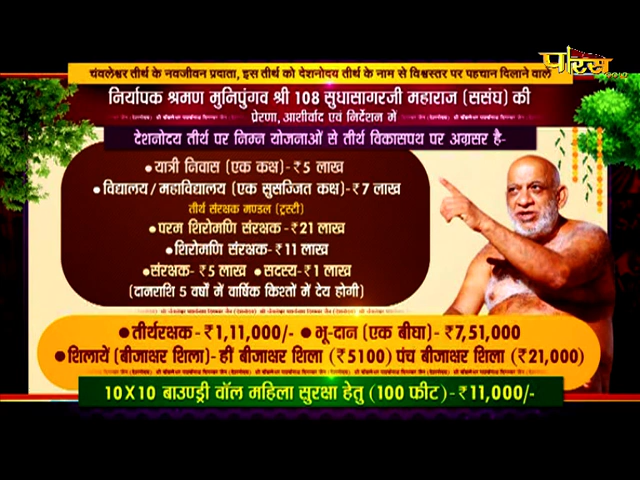 पारस
चंवलेश्वर तीर्थ के नवजीवन प्रदाता, इस तीर्थ को देशनोदय तीर्थ के नाम से विश्वस्तर पर पहचान दिलाने वाले
निर्यापक श्रमण मुनिपुंगव श्री 108 सुधासागरजी महाराज (ससंघ) की
प्रेरणा, आशीर्वाद एवं निर्देशन में
देशनोदय तीर्थ पर निम्न योजनाओं से तीर्थ विकासपथ पर अग्रसर है-
• यात्री निवास (एक कक्ष)-₹5 लाख
• विद्यालय/महाविद्यालय (एक सुसज्जित कक्ष)-₹7 लाख
तीर्थ संरक्षक मण्डल (ट्रस्टी)
• परम शिरोमणि संरक्षक -₹21 लाख
• शिरोमणि संरक्षक-₹11 लाख
• संरक्षक-₹5 लाख • सदस्य-₹1 लाख
(दानराशि 5 वर्षों में वार्षिक किश्तों में देय होगी)
• तीर्थरक्षक-₹1,11,000/- • भू-दान (एक बीघा)-₹7,51,000
• शिलायें (बीजाक्षर शिला)-हीं बीजाक्षर शिला (₹5100) पंच बीजाक्षर शिला (₹21,000)
10X10 बाउण्ड्री वॉल महिला सुरक्षा हेतु (100 फीट)-₹11,000/-